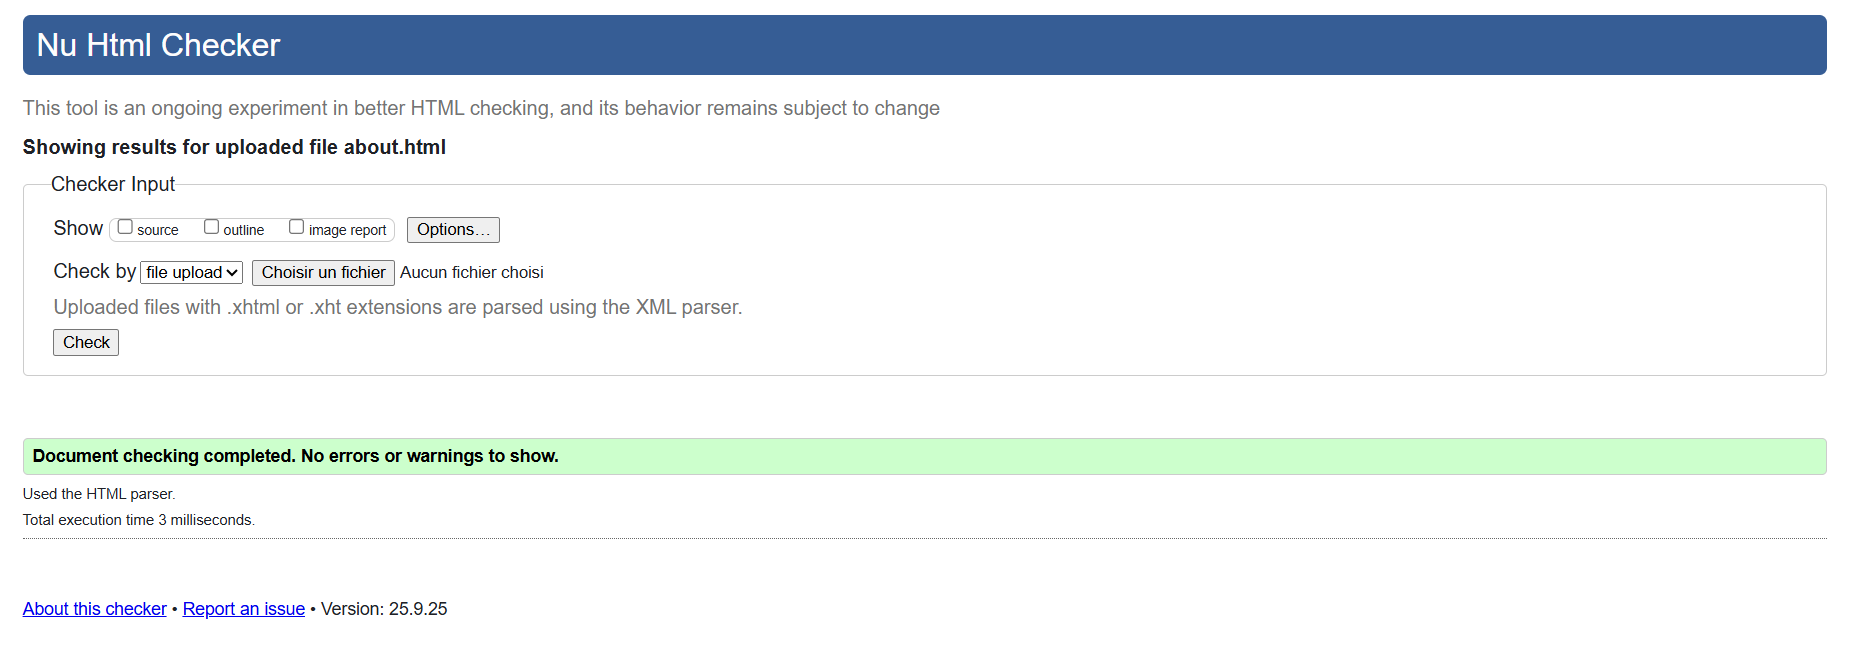 Nu Html Checker
This tool is an ongoing experiment in better HTML checking, and its behavior remains subject to change
Showing results for uploaded file about.html
Checker Input
Show source outline image report Options...
Check by file upload Choisir un fichier Aucun fichier choisi
Uploaded files with .xhtml or .xht extensions are parsed using the XML parser.
Check
Document checking completed. No errors or warnings to show.
Used the HTML parser.
Total execution time 3 milliseconds.
About this checker • Report an issue • Version: 25.9.25